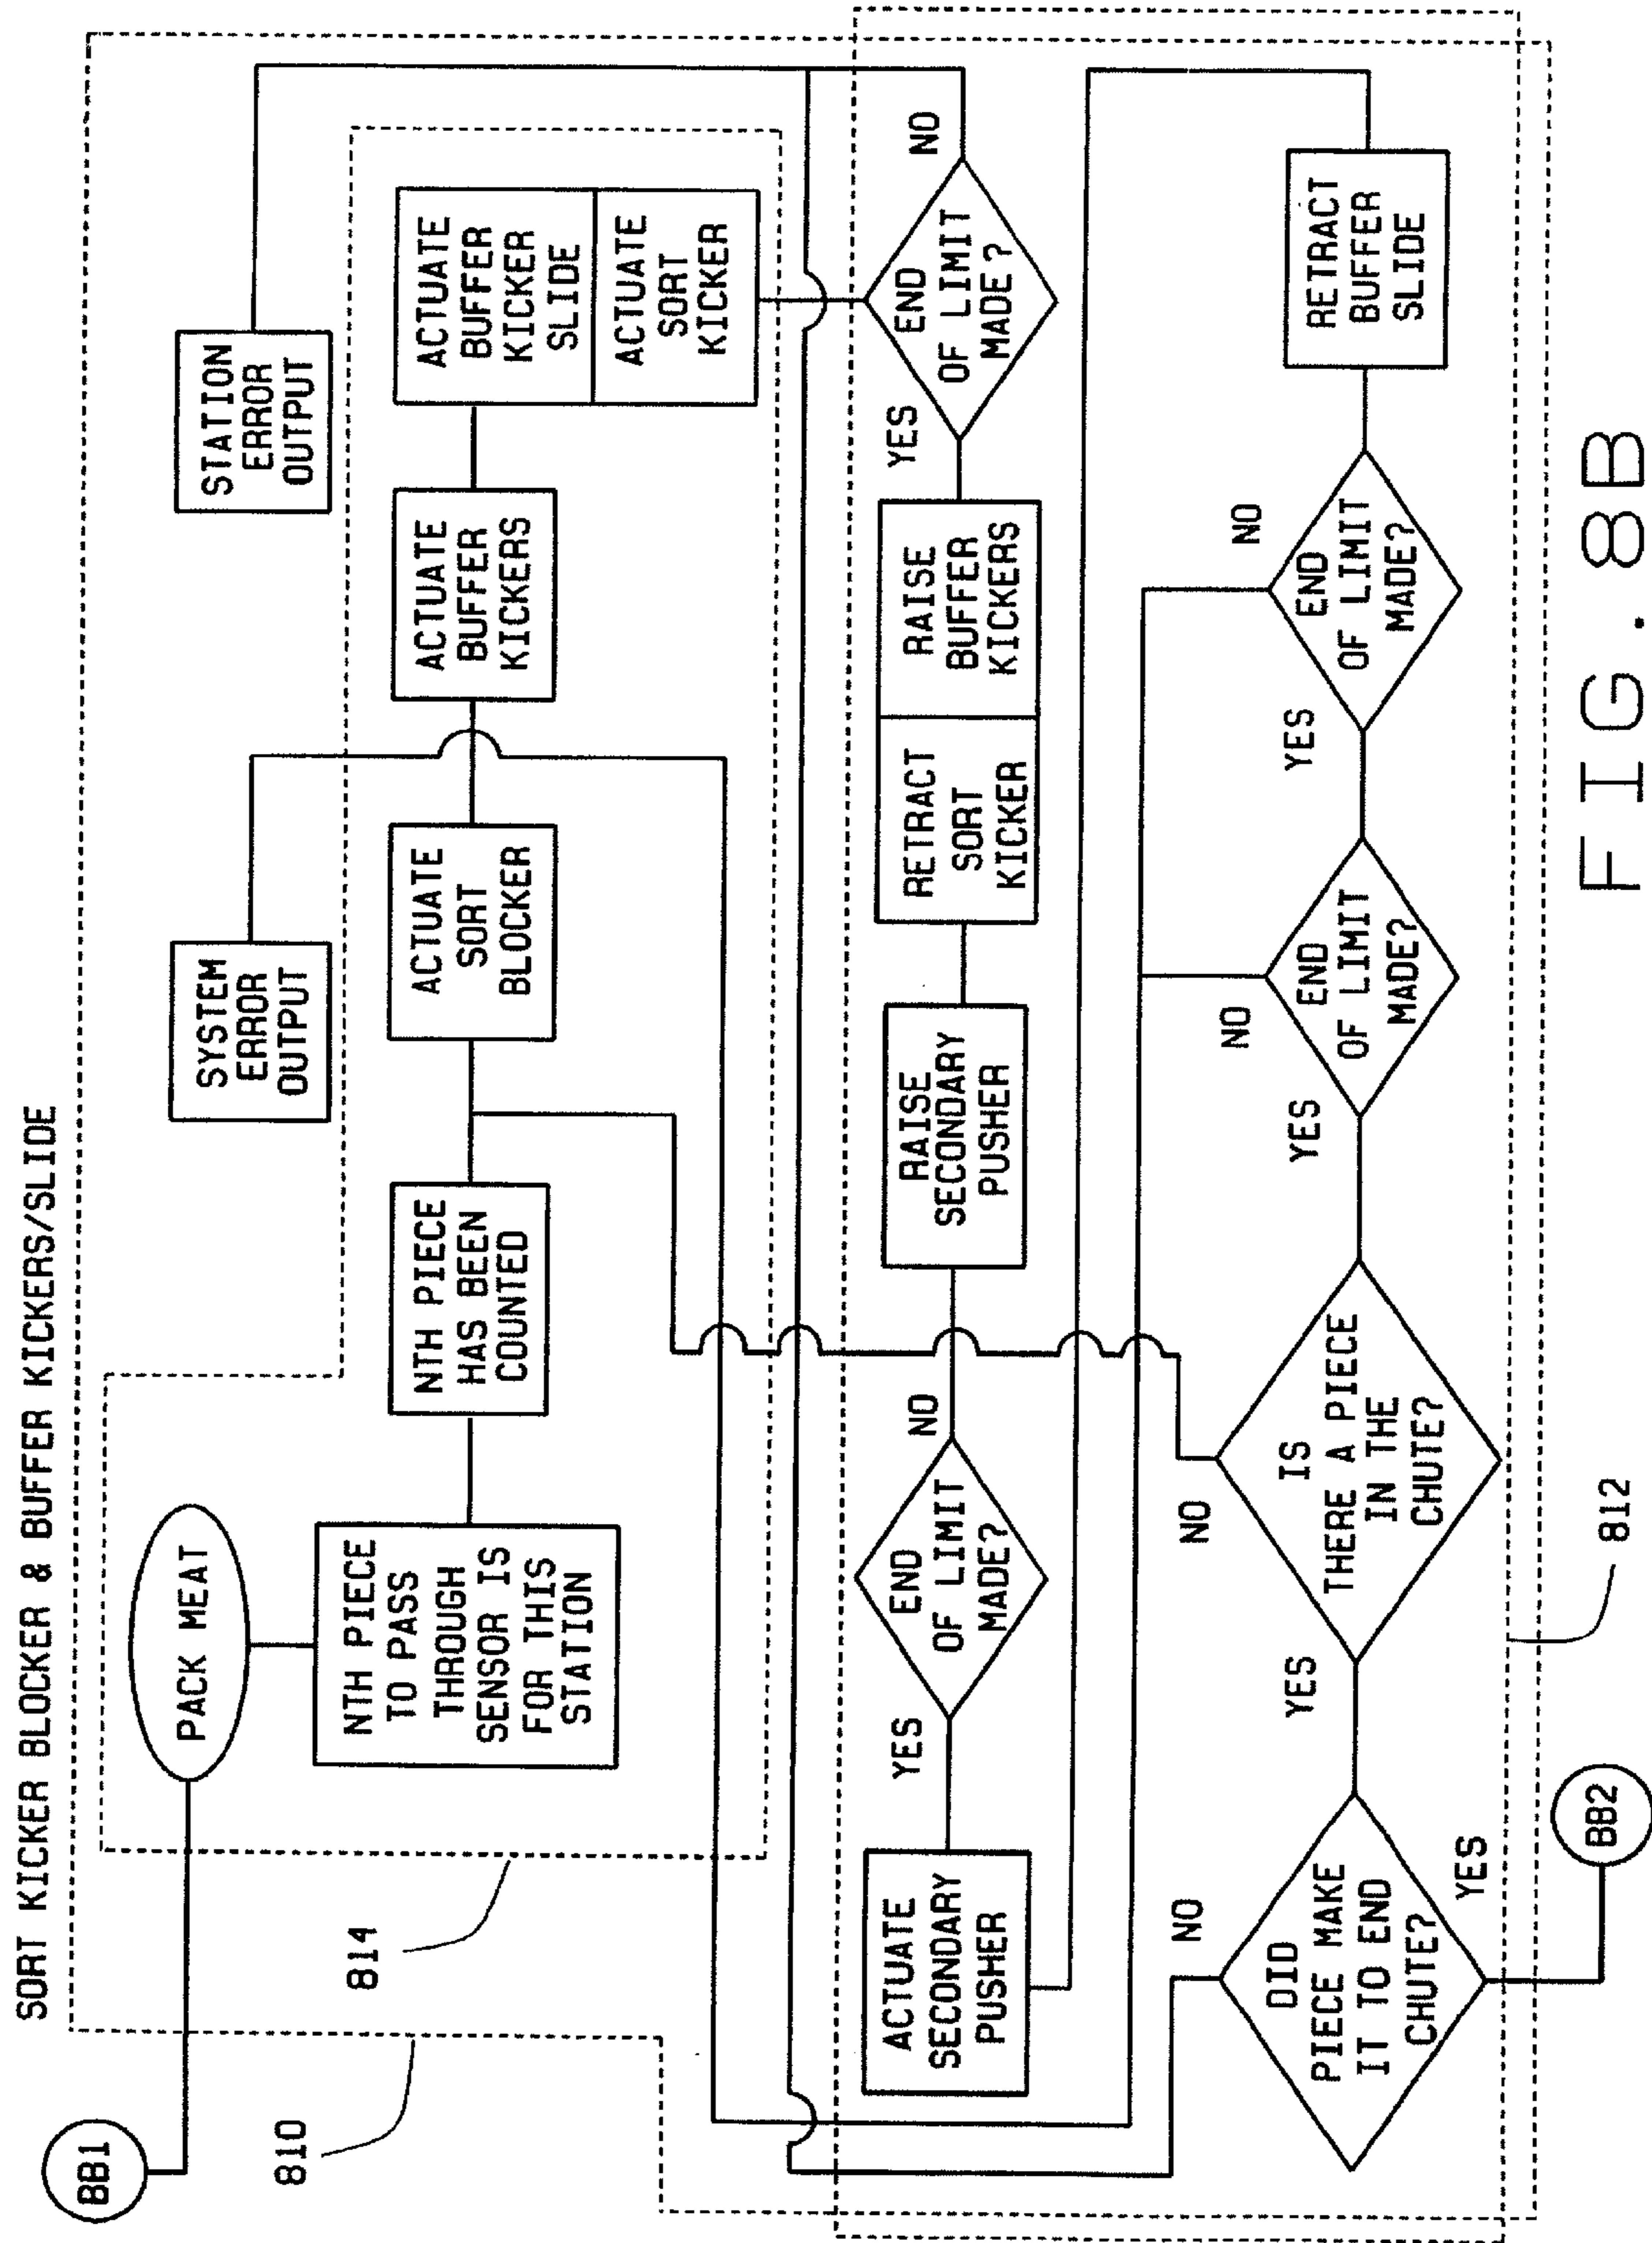 SORT KICKER BLOCKER & BUFFER KICKERS/SLIDE
BB1
810
814
PACK MEAT
SYSTEM
ERROR
OUTPUT
STATION
ERROR
OUTPUT
NTH PIECE
TO PASS
THROUGH
SENSOR IS
FOR THIS
STATION
NTH PIECE
HAS BEEN
COUNTED
ACTUATE
SORT
BLOCKER
ACTUATE
BUFFER
KICKERS
ACTUATE
BUFFER
KICKER
SLIDE
ACTUATE
SORT
KICKER
ACTUATE
SECONDARY
PUSHER
YES
END
OF LIMIT
MADE?
NO
RAISE
SECONDARY
PUSHER
RETRACT
SORT
KICKER
RAISE
BUFFER
KICKERS
YES
END
OF LIMIT
MADE?
NO
DID
PIECE MAKE
IT TO END
CHUTE?
NO
YES
YES
IS
THERE A PIECE
IN THE
CHUTE?
NO
YES
END
OF LIMIT
MADE?
NO
YES
END
OF LIMIT
MADE?
NO
RETRACT
BUFFER
SLIDE
BB2
812
FIG. 8B